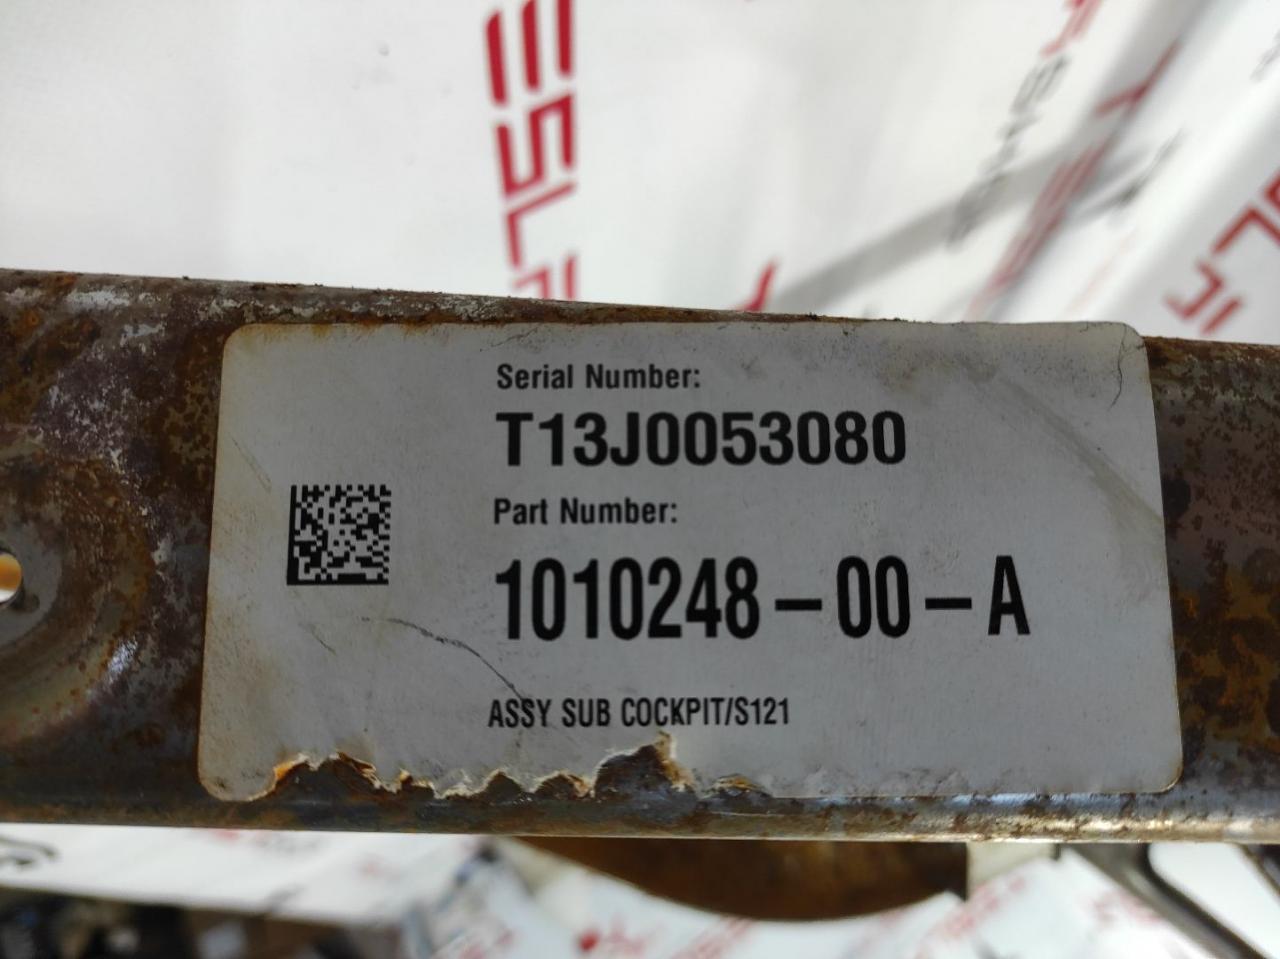 Serial Number:
T13J0053080
Part Number:
1010248-00-A
ASSY SUB COCKPIT/S121